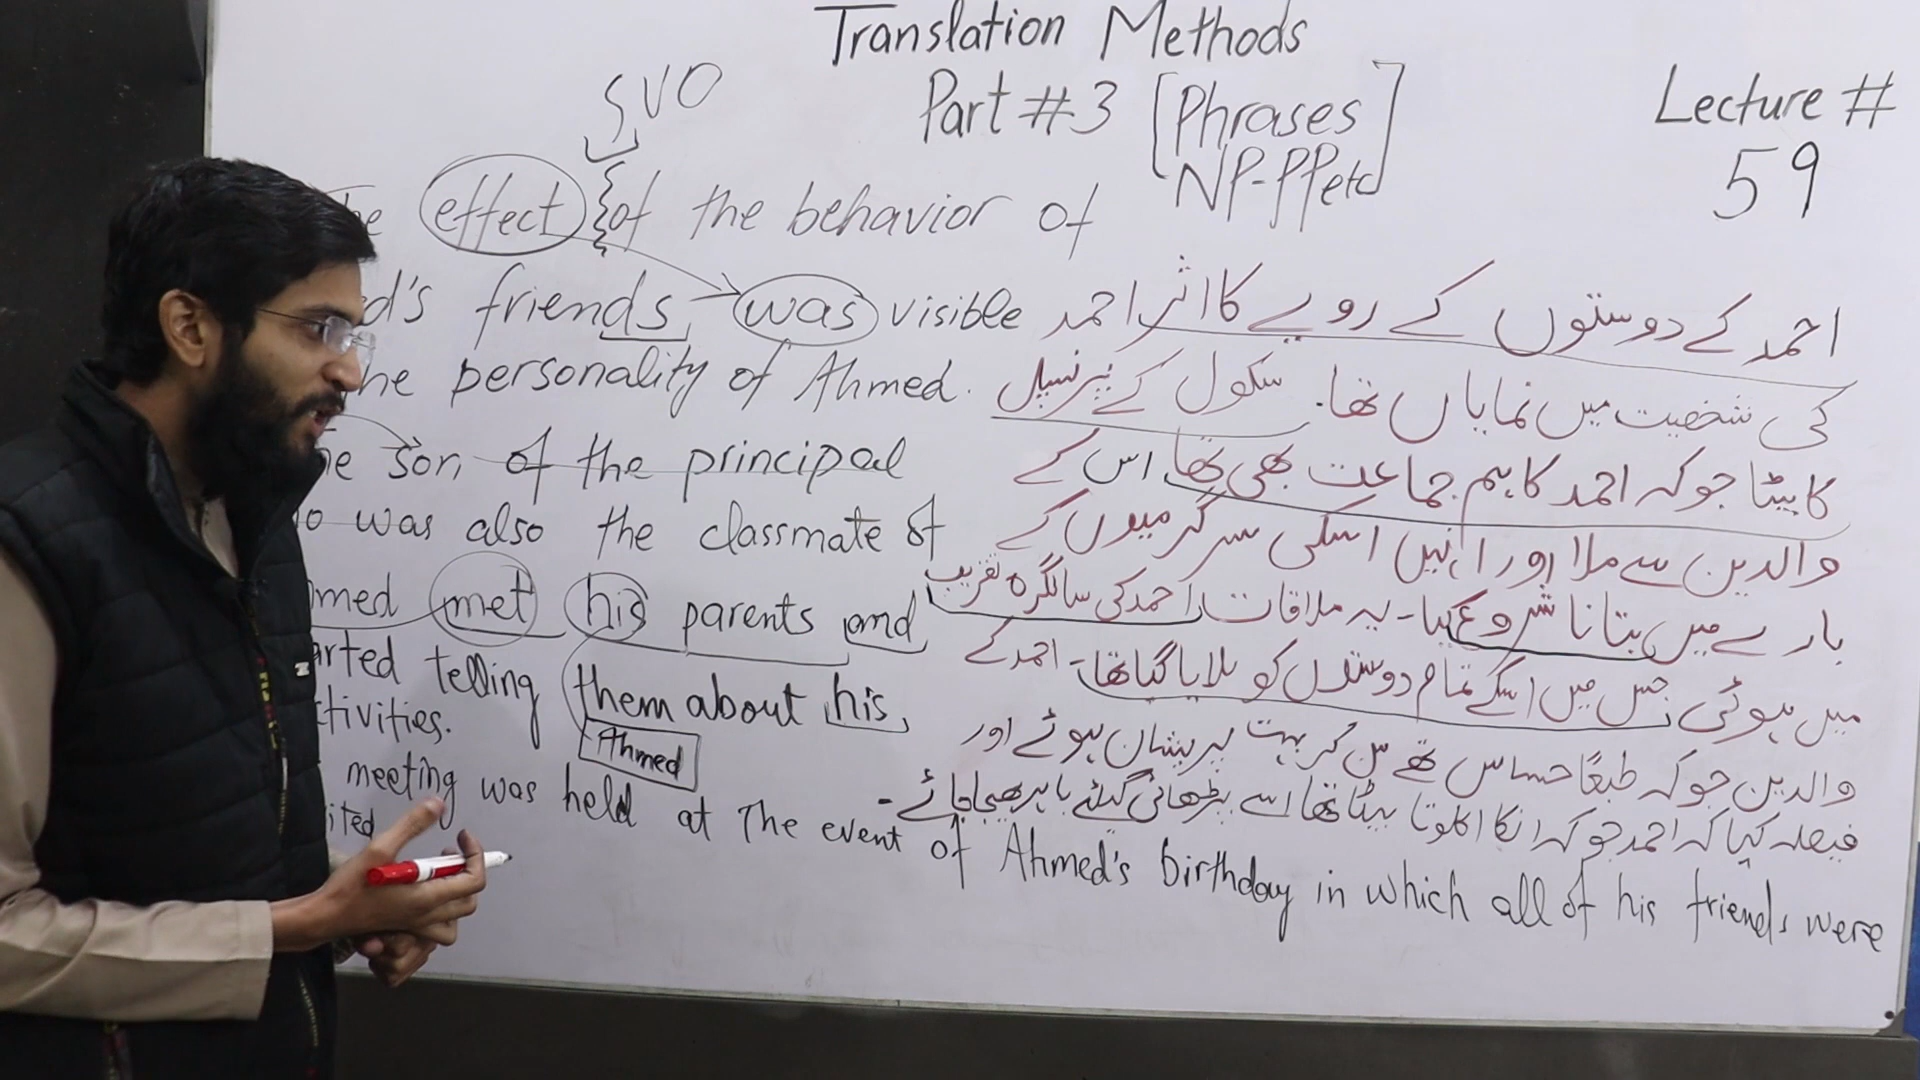 Translation Methods
Part #3 [Phrases
NP-PP etc]
Lecture #
59
SVO
effect of the behavior of
d's friends was visible
he personality of Ahmed.
e son of the principal
o was also the classmate of
med met his parents and
arted telling them about his
ctivities.
Ahmed
meeting was held at The event of Ahmed's birthday in which all of his friends were
ited
احمد کے دوستوں کے رویے کا اثر احمد
کی شخصیت میں نمایاں تھا۔ سکول کے پرنسپل
کا بیٹا جو کہ احمد کا ہم جماعت بھی تھا اس کے
والدین سے ملا اور انہیں اسکی سرگرمیوں کے
بارے میں بتانا شروع کیا۔ یہ ملاقات احمد کی سالگرہ تقریب
میں ہوئی جس میں اسکے تمام دوستوں کو بلایا گیا تھا۔ احمد کے
والدین جو کہ طبعًا حساس تھے سن کر بہت پریشان ہوئے اور
فیصلہ کیا کہ احمد جو کہ انکا اکلوتا بیٹا تھا اسے پڑھائی کیلئے باہر بھیجا جائے۔